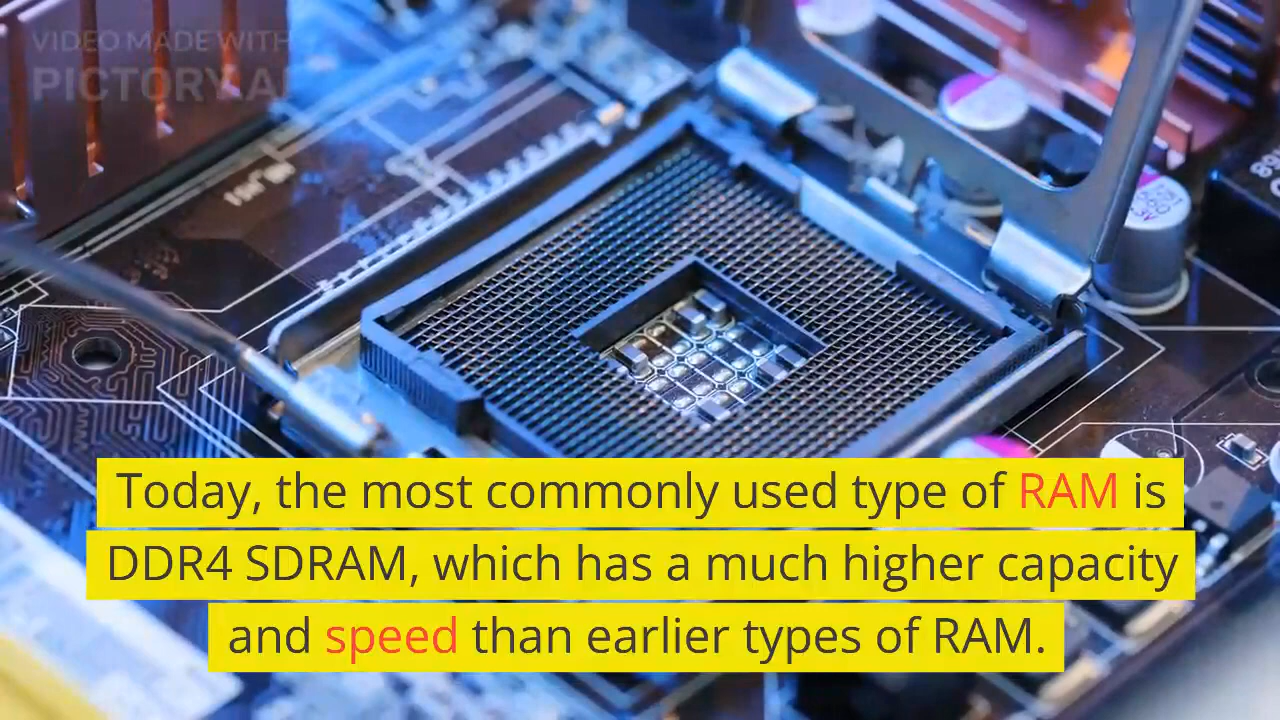 VIDEO MADE WITH
PICTORY.A
Today, the most commonly used type of RAM is
DDR4 SDRAM, which has a much higher capacity
and speed than earlier types of RAM.